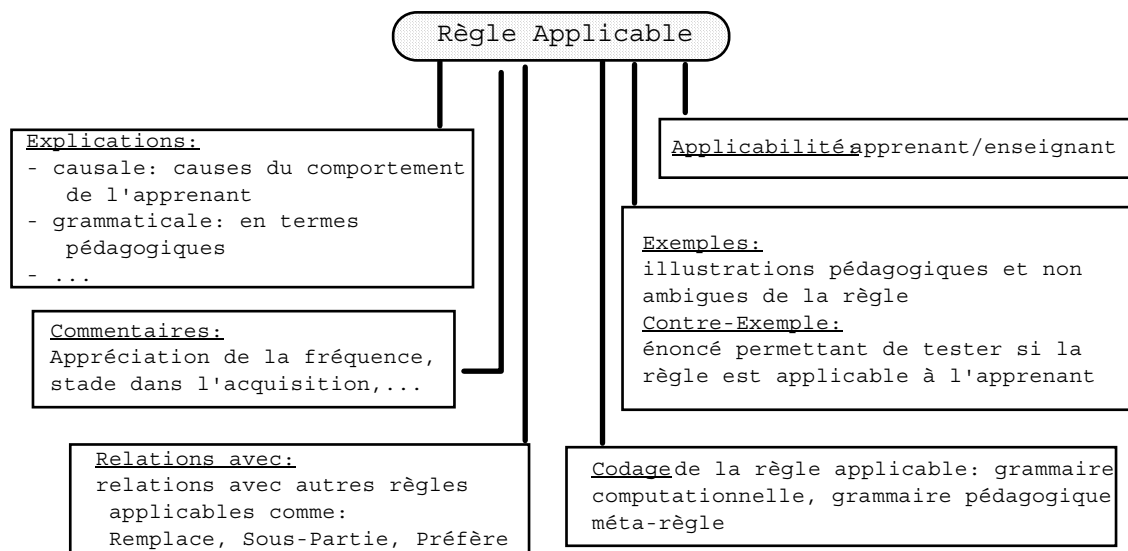 Règle Applicable
Explications:
- causale: causes du comportement
de l'apprenant
- grammaticale: en termes
pédagogiques
- ...
Commentaires:
Appréciation de la fréquence,
stade dans l'acquisition,...
Relations avec:
relations avec autres règles
applicables comme:
Remplace, Sous-Partie, Préfère
Applicabilité: apprenant/enseignant
Exemples:
illustrations pédagogiques et non
ambigues de la règle
Contre-Exemple:
énoncé permettant de tester si la
règle est applicable à l'apprenant
Codage de la règle applicable: grammaire
computationnelle, grammaire pédagogique
méta-règle